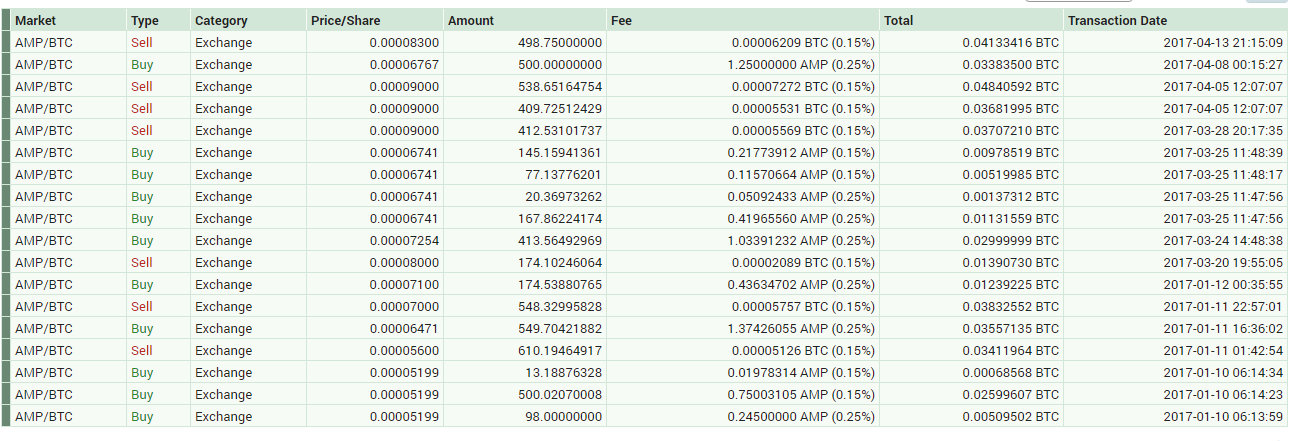 Market Type Category Price/Share Amount Fee Total Transaction Date
AMP/BTC Sell Exchange 0.00008300 498.75000000 0.00006209 BTC (0.15%) 0.04133416 BTC 2017-04-13 21:15:09
AMP/BTC Buy Exchange 0.00006767 500.00000000 1.25000000 AMP (0.25%) 0.03383500 BTC 2017-04-08 00:15:27
AMP/BTC Sell Exchange 0.00009000 538.65164754 0.00007272 BTC (0.15%) 0.04840592 BTC 2017-04-05 12:07:07
AMP/BTC Sell Exchange 0.00009000 409.72512429 0.00005531 BTC (0.15%) 0.03681995 BTC 2017-04-05 12:07:07
AMP/BTC Sell Exchange 0.00009000 412.53101737 0.00005569 BTC (0.15%) 0.03707210 BTC 2017-03-28 20:17:35
AMP/BTC Buy Exchange 0.00006741 145.15941361 0.21773912 AMP (0.15%) 0.00978519 BTC 2017-03-25 11:48:39
AMP/BTC Buy Exchange 0.00006741 77.13776201 0.11570664 AMP (0.15%) 0.00519985 BTC 2017-03-25 11:48:17
AMP/BTC Buy Exchange 0.00006741 20.36973262 0.05092433 AMP (0.25%) 0.00137312 BTC 2017-03-25 11:47:56
AMP/BTC Buy Exchange 0.00006741 167.86224174 0.41965560 AMP (0.25%) 0.01131559 BTC 2017-03-25 11:47:56
AMP/BTC Buy Exchange 0.00007254 413.56492969 1.03391232 AMP (0.25%) 0.02999999 BTC 2017-03-24 14:48:38
AMP/BTC Sell Exchange 0.00008000 174.10246064 0.00002089 BTC (0.15%) 0.01390730 BTC 2017-03-20 19:55:05
AMP/BTC Buy Exchange 0.00007100 174.53880765 0.43634702 AMP (0.25%) 0.01239225 BTC 2017-01-12 00:35:55
AMP/BTC Sell Exchange 0.00007000 548.32995828 0.00005757 BTC (0.15%) 0.03832552 BTC 2017-01-11 22:57:01
AMP/BTC Buy Exchange 0.00006471 549.70421882 1.37426055 AMP (0.25%) 0.03557135 BTC 2017-01-11 16:36:02
AMP/BTC Sell Exchange 0.00005600 610.19464917 0.00005126 BTC (0.15%) 0.03411964 BTC 2017-01-11 01:42:54
AMP/BTC Buy Exchange 0.00005199 13.18876328 0.01978314 AMP (0.15%) 0.00068568 BTC 2017-01-10 06:14:34
AMP/BTC Buy Exchange 0.00005199 500.02070008 0.75003105 AMP (0.15%) 0.02599607 BTC 2017-01-10 06:14:23
AMP/BTC Buy Exchange 0.00005199 98.00000000 0.24500000 AMP (0.25%) 0.00509502 BTC 2017-01-10 06:13:59